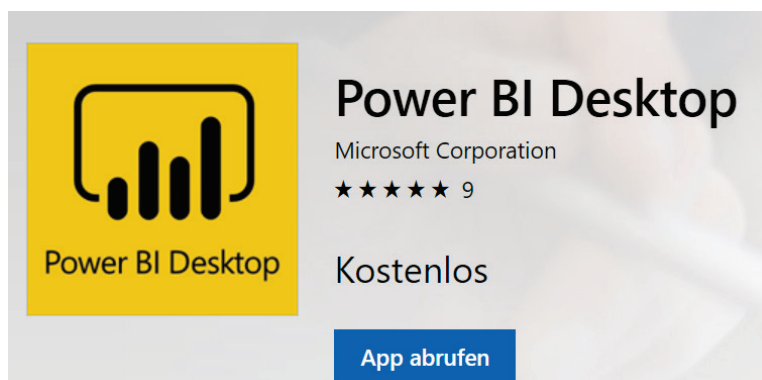 Power BI Desktop
Power BI Desktop
Microsoft Corporation
★★★★★ 9
Kostenlos
App abrufen